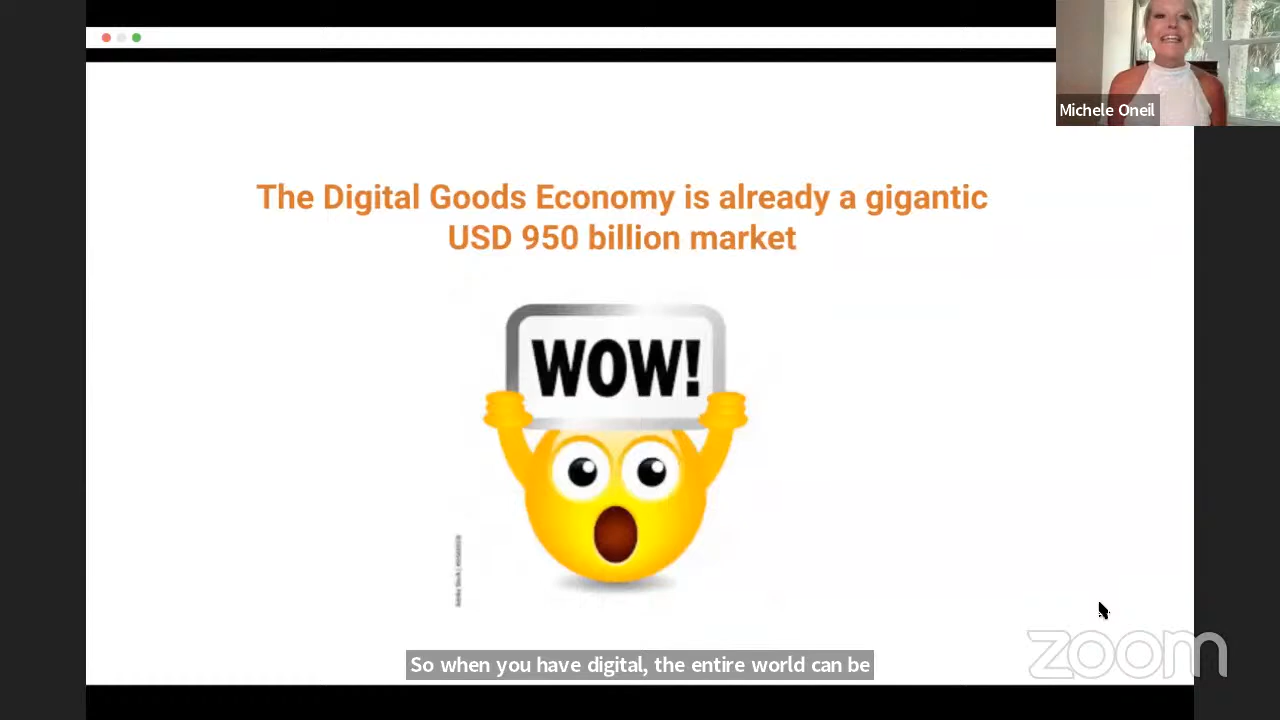 Michele Oneil
The Digital Goods Economy is already a gigantic
USD 950 billion market
WOW!
So when you have digital, the entire world can be
zoom